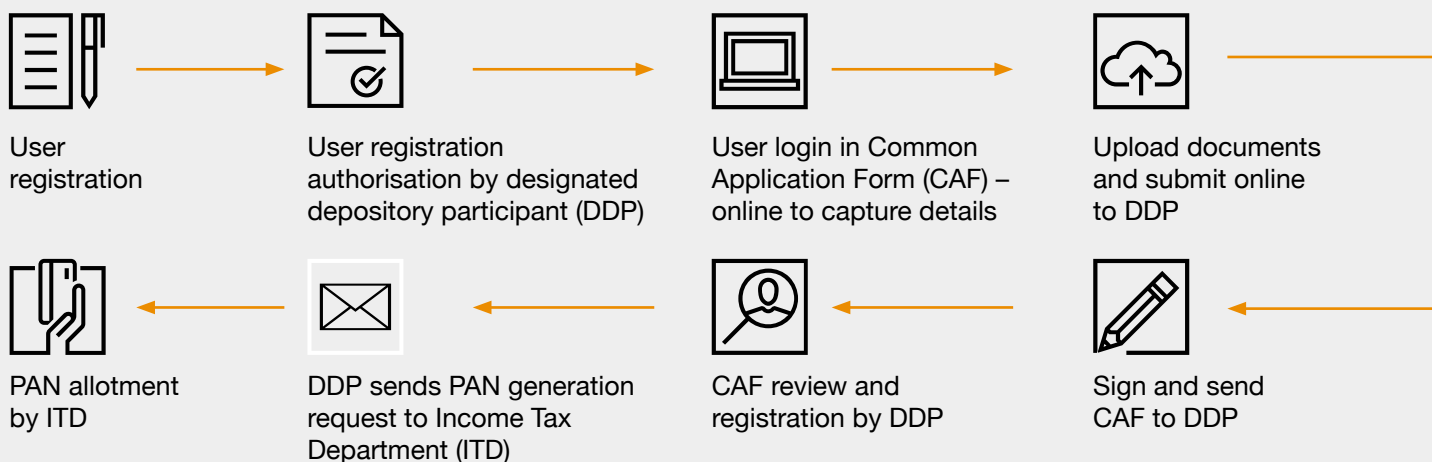 User
registration
User registration
authorisation by designated
depository participant (DDP)
User login in Common
Application Form (CAF) –
online to capture details
Upload documents
and submit online
to DDP
PAN allotment
by ITD
DDP sends PAN generation
request to Income Tax
Department (ITD)
CAF review and
registration by DDP
Sign and send
CAF to DDP